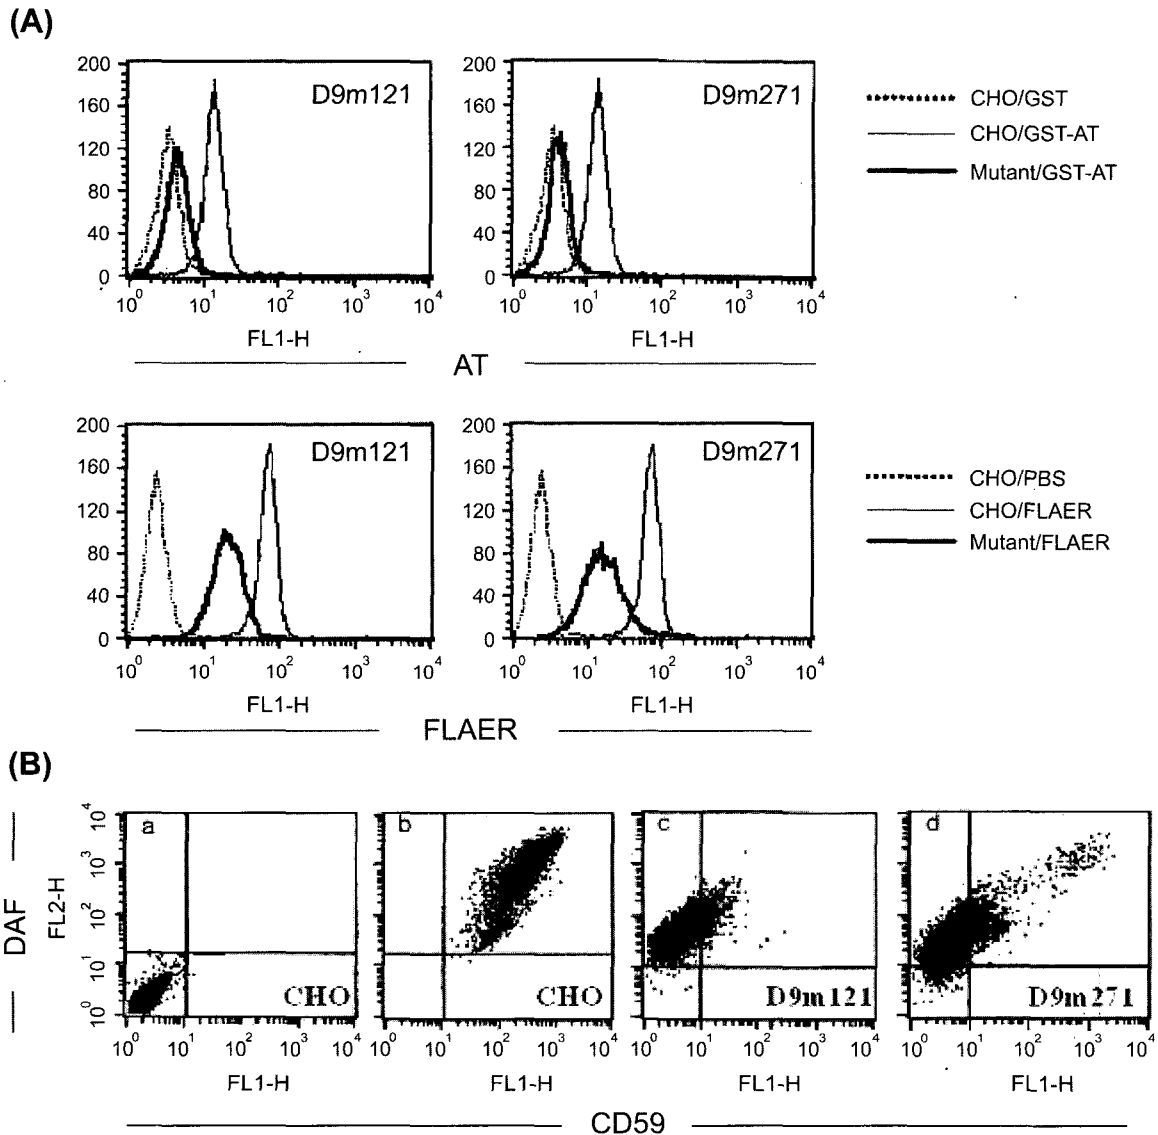 (A)
200 160 120 80 40 0
D9m121
10^0 10^1 10^2 10^3 10^4
FL1-H
200 160 120 80 40 0
D9m271
10^0 10^1 10^2 10^3 10^4
FL1-H
CHO/GST
CHO/GST-AT
Mutant/GST-AT
AT
200 160 120 80 40 0
D9m121
10^0 10^1 10^2 10^3 10^4
FL1-H
200 160 120 80 40 0
D9m271
10^0 10^1 10^2 10^3 10^4
FL1-H
CHO/PBS
CHO/FLAER
Mutant/FLAER
FLAER
(B)
DAF
FL2-H
10^4 10^3 10^2 10^1 10^0
a
CHO
10^0 10^1 10^2 10^3 10^4
FL1-H
b
CHO
10^0 10^1 10^2 10^3 10^4
FL1-H
c
D9m121
10^0 10^1 10^2 10^3 10^4
FL1-H
d
D9m271
10^0 10^1 10^2 10^3 10^4
FL1-H
CD59